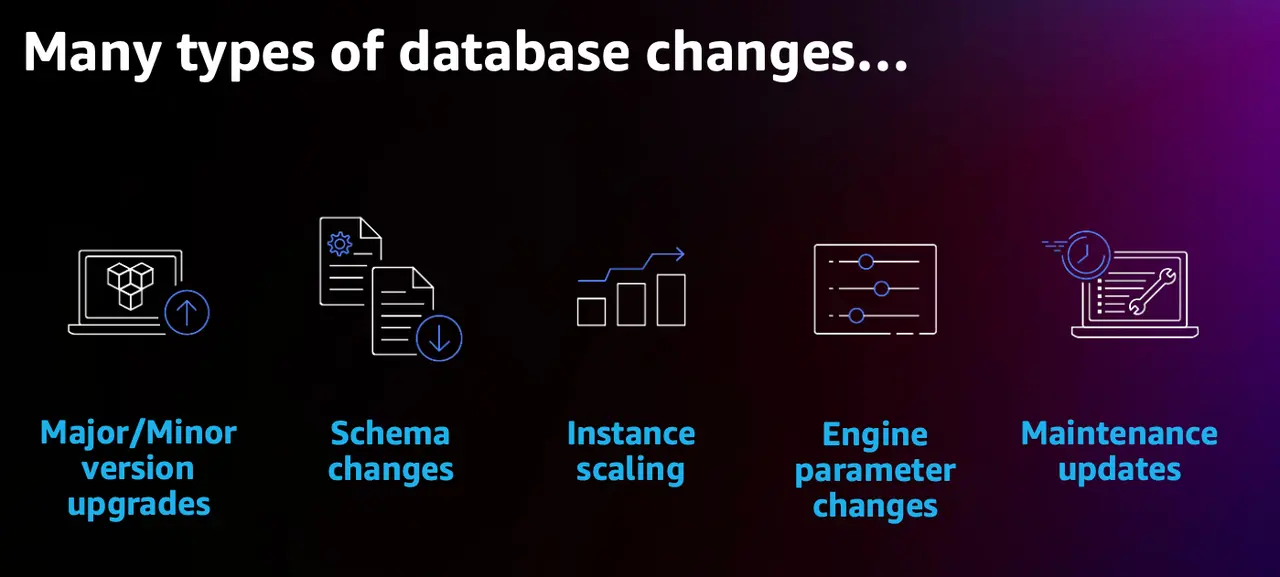 Many types of database changes...
Major/Minor
version
upgrades
Schema
changes
Instance
scaling
Engine
parameter
changes
Maintenance
updates